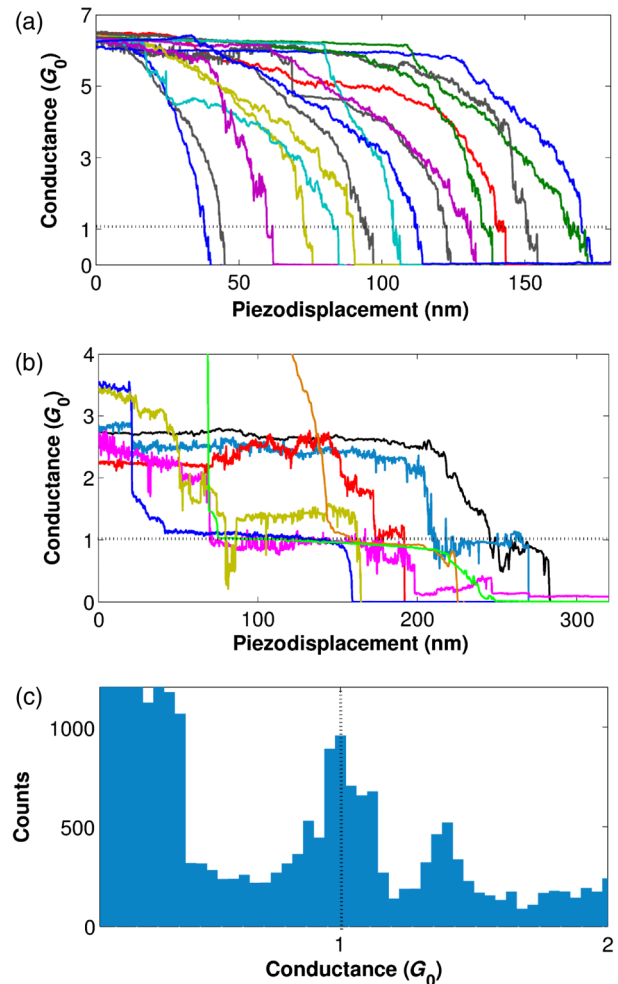 (a)
7
5
3
1
0
Conductance (G0)
0 50 100 150
Piezodisplacement (nm)
(b)
4
3
2
1
0
Conductance (G0)
0 100 200 300
Piezodisplacement (nm)
(c)
1000
500
0
Counts
1 2
Conductance (G0)